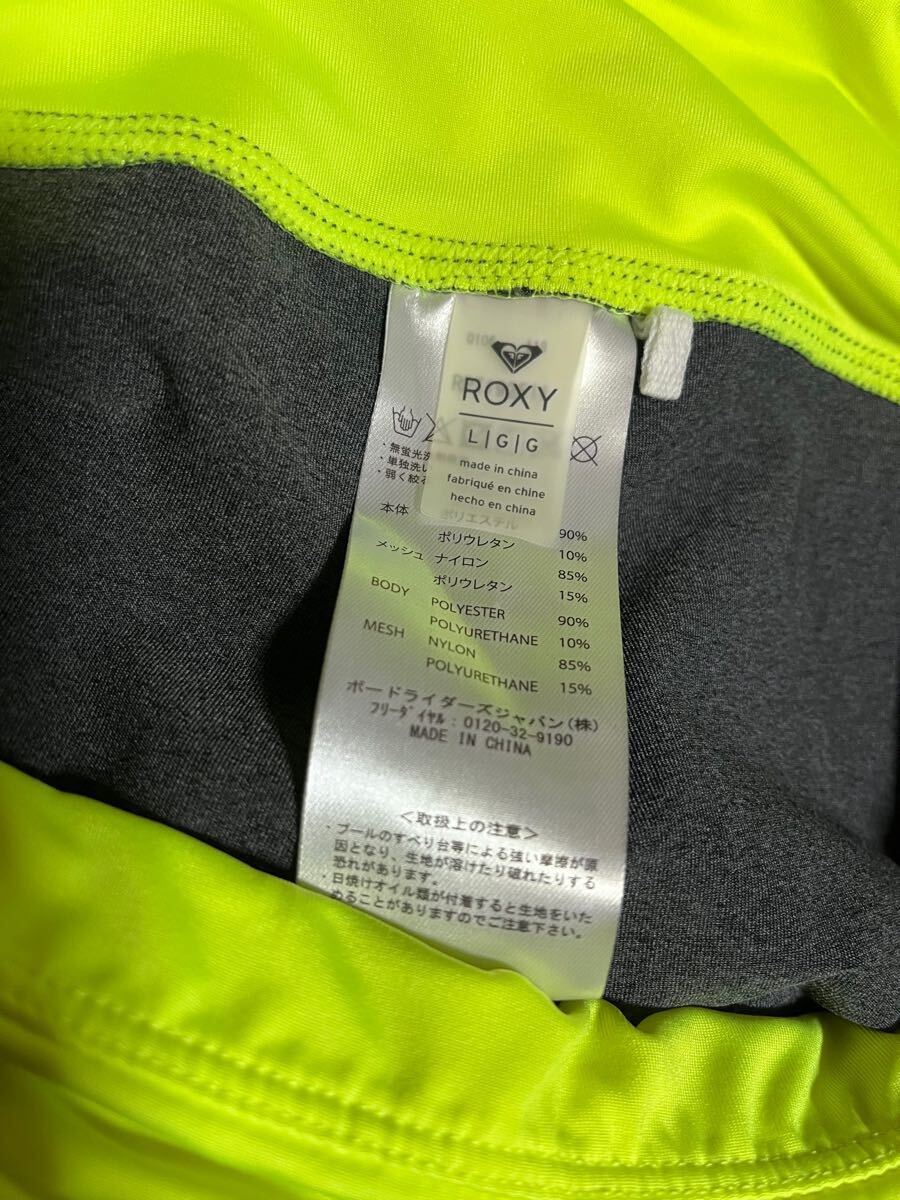 ROXY
L|G|G
made in china
fabriqué en chine
hecho en china
・無蛍光洗
・単独洗い
・弱く絞る
本体 ポリエステル 90%
ポリウレタン 10%
メッシュ ナイロン 85%
ポリウレタン 15%
BODY POLYESTER 90%
POLYURETHANE 10%
MESH NYLON 85%
POLYURETHANE 15%
ボードライダーズジャパン(株)
フリーダイヤル:0120-32-9190
MADE IN CHINA
<取扱上の注意>
・プールのすべり台等による強い摩擦が原
因となり、生地が溶けたり破れたりする
恐れがあります。
・日焼けオイル類が付着すると生地をいた
めることがありますのでご注意下さい。